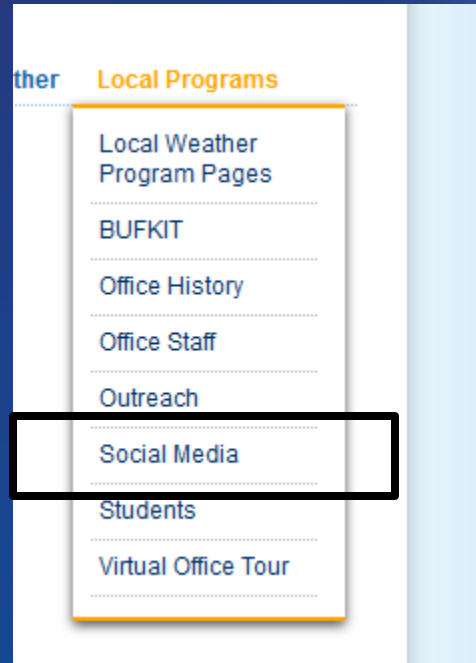 ther Local Programs
Local Weather
Program Pages
BUFKIT
Office History
Office Staff
Outreach
Social Media
Students
Virtual Office Tour